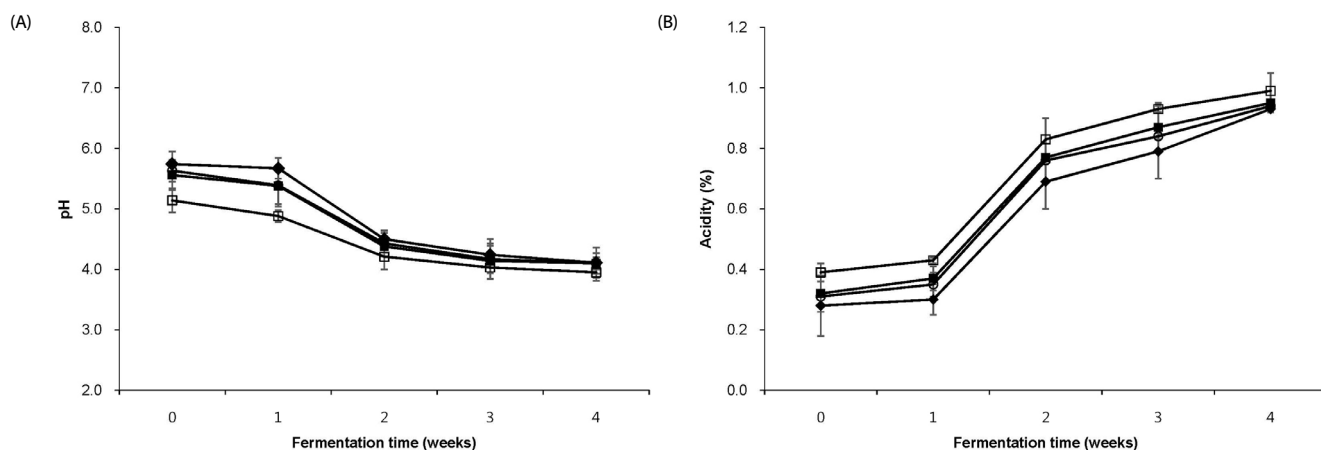 (A)
8.0
7.0
6.0
5.0
4.0
3.0
2.0
pH
0 1 2 3 4
Fermentation time (weeks)
(B)
1.2
1.0
0.8
0.6
0.4
0.2
0.0
Acidity (%)
0 1 2 3 4
Fermentation time (weeks)